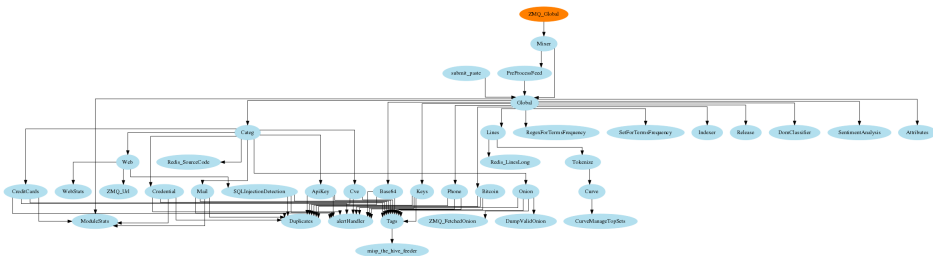 ZMQ_Global
Mixer
submit_paste
PreProcessFeed
Global
Categ
Lines
RegexForTermsFrequency
SetForTermsFrequency
Indexer
Release
DomClassifier
SentimentAnalysis
Attributes
Web
Redis_SourceCode
Redis_LinesLong
Tokenize
CreditCards
WebStats
ZMQ_Url
Credential
Mail
SQLInjectionDetection
ApiKey
Cve
Base64
Keys
Phone
Bitcoin
Onion
Curve
ModuleStats
Duplicates
alertHandler
Tags
ZMQ_FetchedOnion
DumpValidOnion
CurveManageTopSets
misp_the_hive_feeder